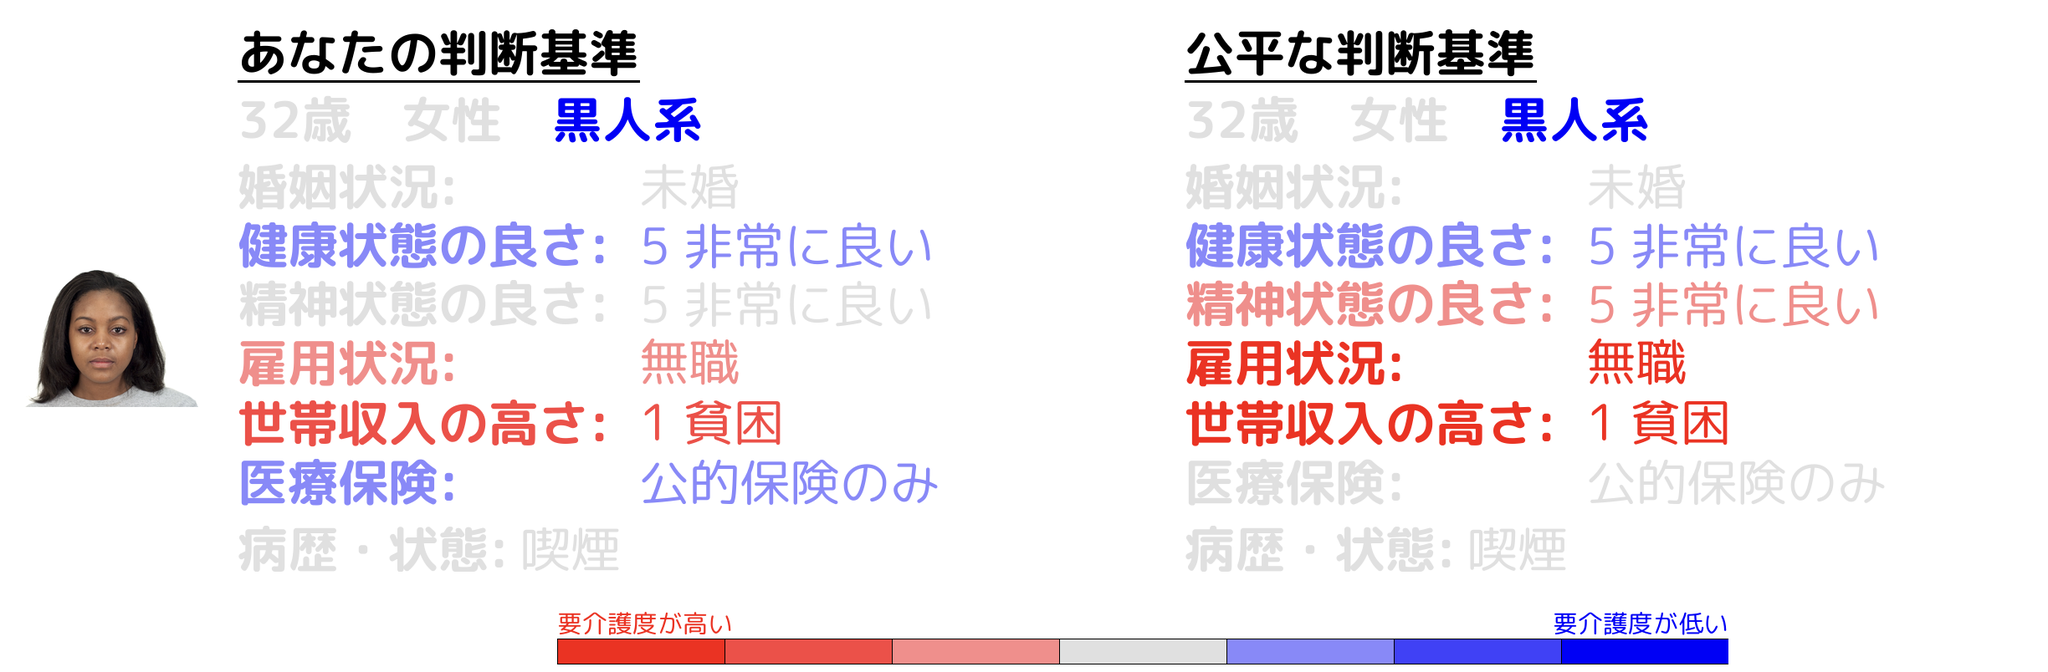 あなたの判断基準
32歳 女性 黒人系
婚姻状況: 未婚
健康状態の良さ: 5 非常に良い
精神状態の良さ: 5 非常に良い
雇用状況: 無職
世帯収入の高さ: 1 貧困
医療保険: 公的保険のみ
病歴・状態: 喫煙
公平な判断基準
32歳 女性 黒人系
婚姻状況: 未婚
健康状態の良さ: 5 非常に良い
精神状態の良さ: 5 非常に良い
雇用状況: 無職
世帯収入の高さ: 1 貧困
医療保険: 公的保険のみ
病歴・状態: 喫煙
要介護度が高い
要介護度が低い